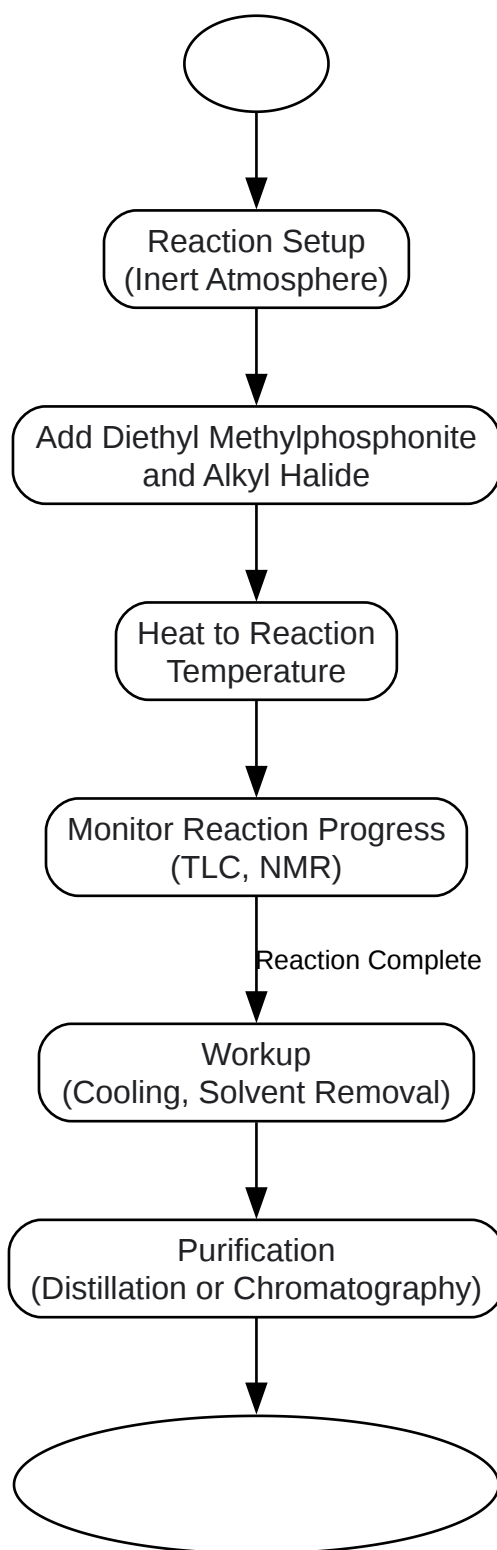 Reaction Setup
(Inert Atmosphere)
Add Diethyl Methylphosphonite
and Alkyl Halide
Heat to Reaction
Temperature
Monitor Reaction Progress
(TLC, NMR)
Reaction Complete
Workup
(Cooling, Solvent Removal)
Purification
(Distillation or Chromatography)